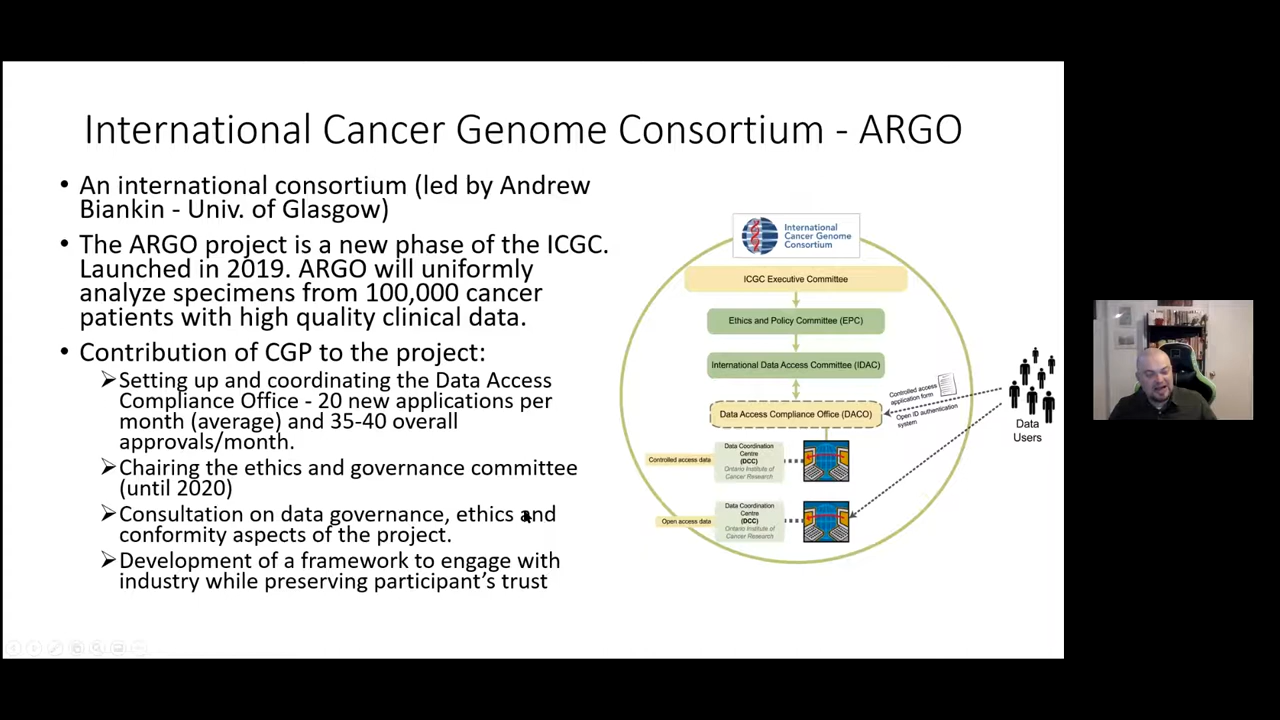 International Cancer Genome Consortium - ARGO
• An international consortium (led by Andrew
Biankin - Univ. of Glasgow)
• The ARGO project is a new phase of the ICGC.
Launched in 2019. ARGO will uniformly
analyze specimens from 100,000 cancer
patients with high quality clinical data.
• Contribution of CGP to the project:
➢Setting up and coordinating the Data Access
Compliance Office - 20 new applications per
month (average) and 35-40 overall
approvals/month.
➢Chairing the ethics and governance committee
(until 2020)
➢Consultation on data governance, ethics and
conformity aspects of the project.
➢Development of a framework to engage with
industry while preserving participant's trust
International
Cancer Genome
Consortium
ICGC Executive Committee
Ethics and Policy Committee (EPC)
International Data Access Committee (IDAC)
Data Access Compliance Office (DACO)
Controlled access
application form
Open ID authentication
system
Data
Users
Controlled access data
Data Coordination
Centre
(DCC)
Ontario Institute of
Cancer Research
Open access data
Data Coordination
Centre
(DCC)
Ontario Institute of
Cancer Research